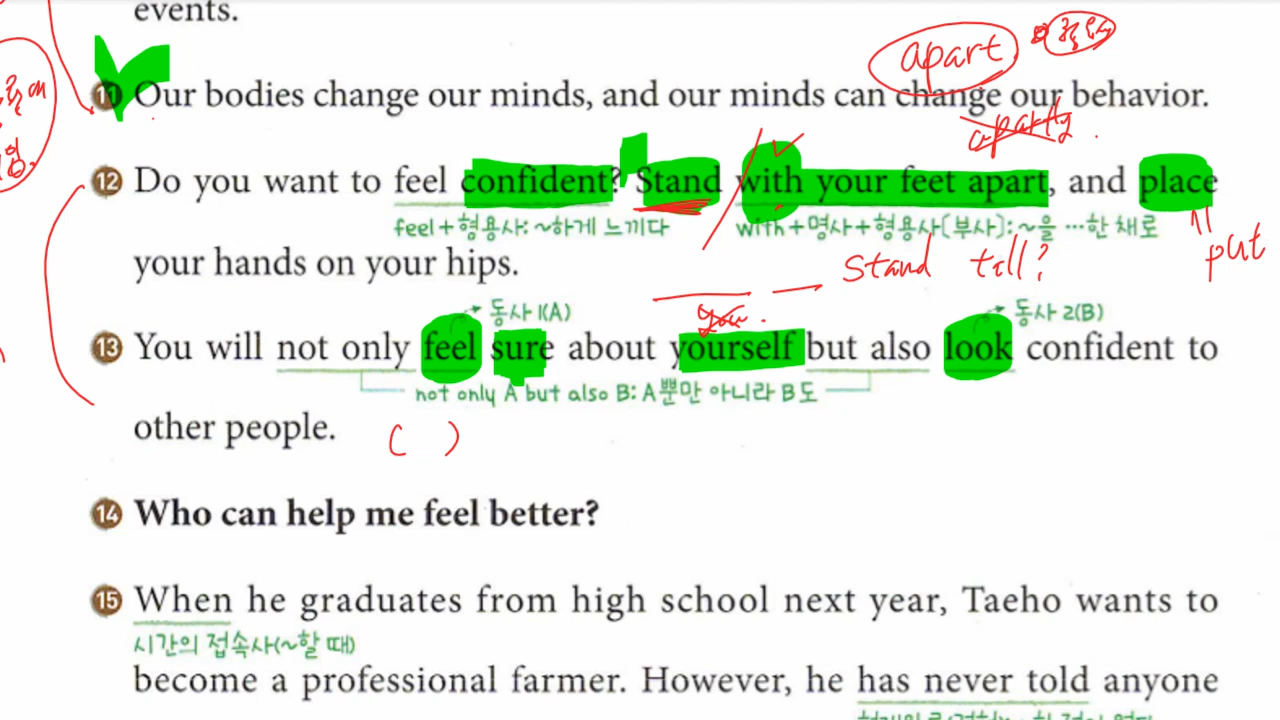 events.
apart
⑪ Our bodies change our minds, and our minds can change our behavior.
apartly
⑫ Do you want to feel confident? Stand with your feet apart, and place
feel+형용사: ~하게 느끼다 with+명사+형용사[부사]: ~을 …한 채로
put
your hands on your hips. Stand till?
you.
동사 1(A) 동사 2(B)
⑬ You will not only feel sure about yourself but also look confident to
not only A but also B: A뿐만 아니라 B도
other people. ( )
⑭ Who can help me feel better?
⑮ When he graduates from high school next year, Taeho wants to
시간의 접속사(~할 때)
become a professional farmer. However, he has never told anyone